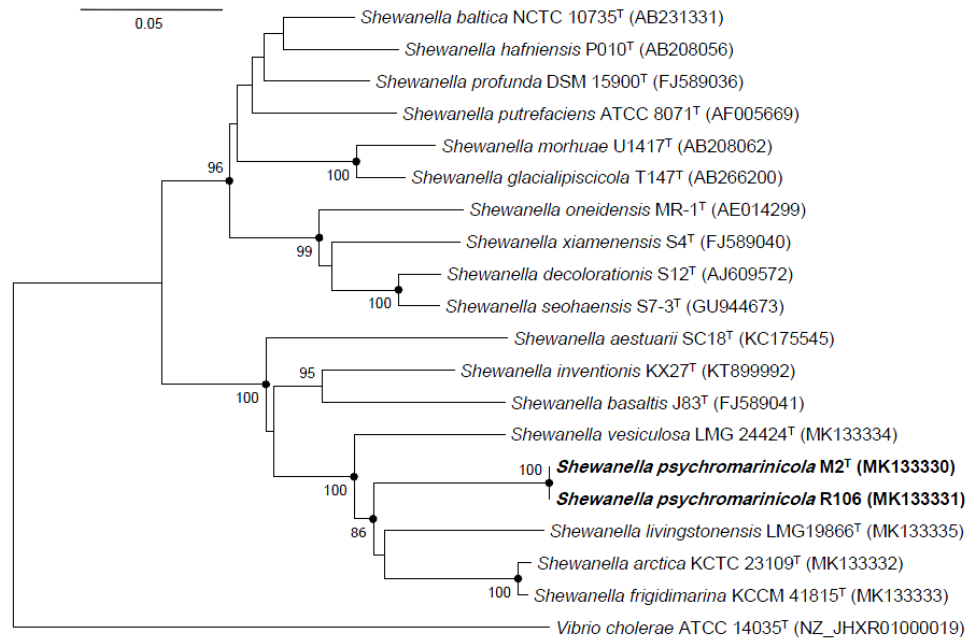 0.05
Shewanella baltica NCTC 10735ᵀ (AB231331)
Shewanella hafniensis P010ᵀ (AB208056)
Shewanella profunda DSM 15900ᵀ (FJ589036)
Shewanella putrefaciens ATCC 8071ᵀ (AF005669)
Shewanella morhuae U1417ᵀ (AB208062)
96
100
Shewanella glacialipiscicola T147ᵀ (AB266200)
Shewanella oneidensis MR-1ᵀ (AE014299)
99
Shewanella xiamenensis S4ᵀ (FJ589040)
Shewanella decolorationis S12ᵀ (AJ609572)
100
Shewanella seohaensis S7-3ᵀ (GU944673)
Shewanella aestuarii SC18ᵀ (KC175545)
95
Shewanella inventionis KX27ᵀ (KT899992)
100
Shewanella basaltis J83ᵀ (FJ589041)
Shewanella vesiculosa LMG 24424ᵀ (MK133334)
100
Shewanella psychromarinicola M2ᵀ (MK133330)
100
Shewanella psychromarinicola R106 (MK133331)
86
Shewanella livingstonensis LMG19866ᵀ (MK133335)
Shewanella arctica KCTC 23109ᵀ (MK133332)
100
Shewanella frigidimarina KCCM 41815ᵀ (MK133333)
Vibrio cholerae ATCC 14035ᵀ (NZ_JHXR01000019)